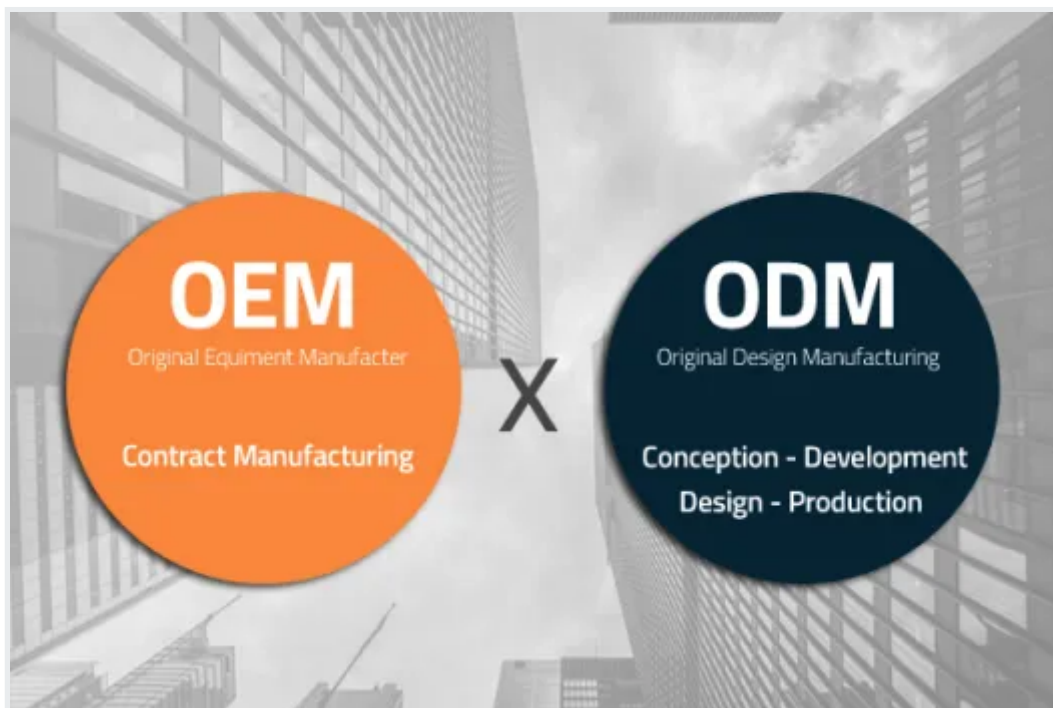 OEM
Original Equiment Manufacter
Contract Manufacturing
X
ODM
Original Design Manufacturing
Conception - Development
Design - Production